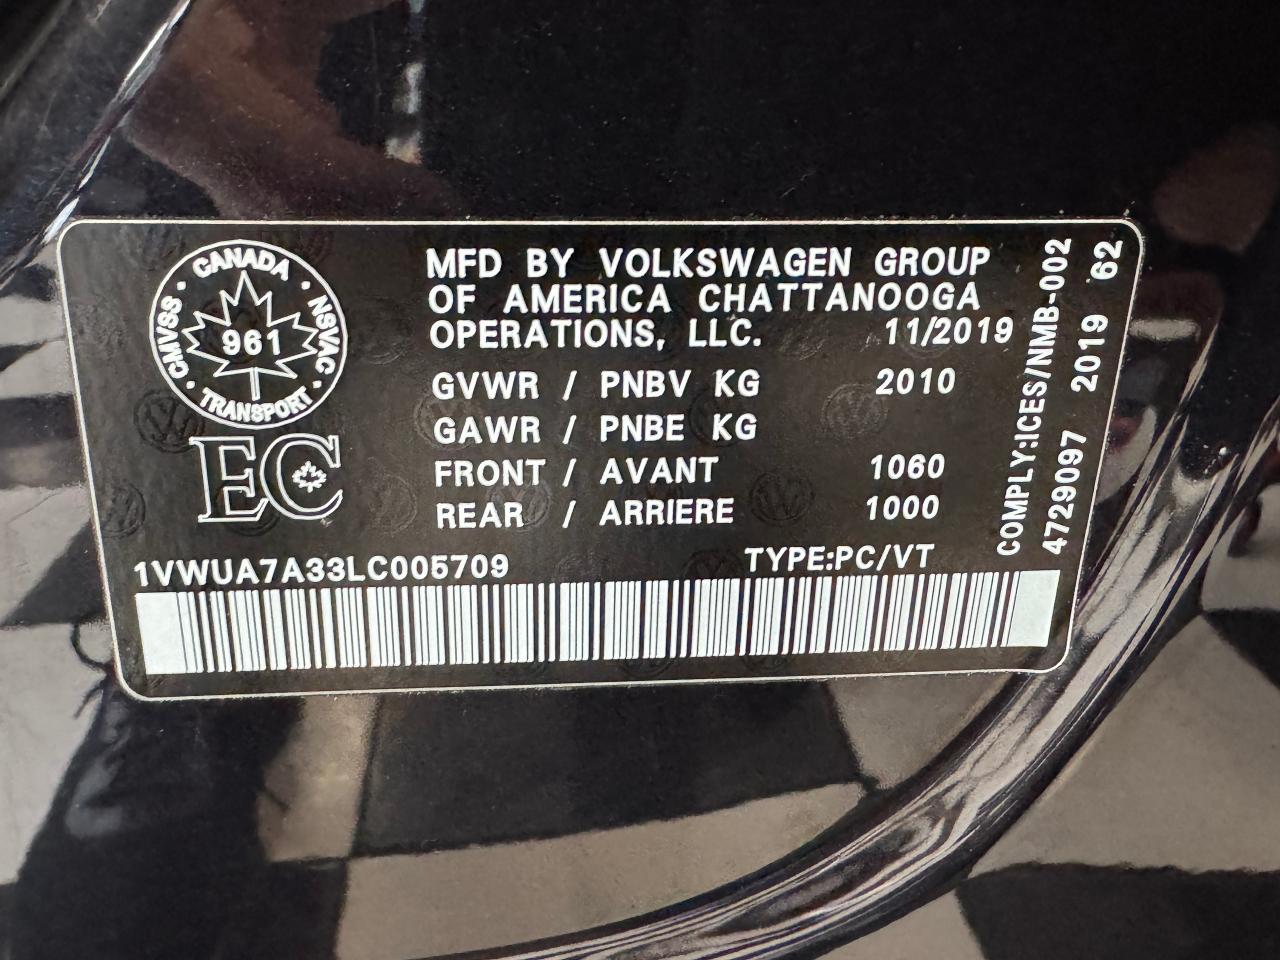 CANADA
CMVSS · NSVAC
961
TRANSPORT
EC
MFD BY VOLKSWAGEN GROUP
OF AMERICA CHATTANOOGA
OPERATIONS, LLC. 11/2019
GVWR / PNBV KG 2010
GAWR / PNBE KG
FRONT / AVANT 1060
REAR / ARRIERE 1000
1VWUA7A33LC005709 TYPE:PC/VT
COMPLY:ICES/NMB-002
4729097 2019 62